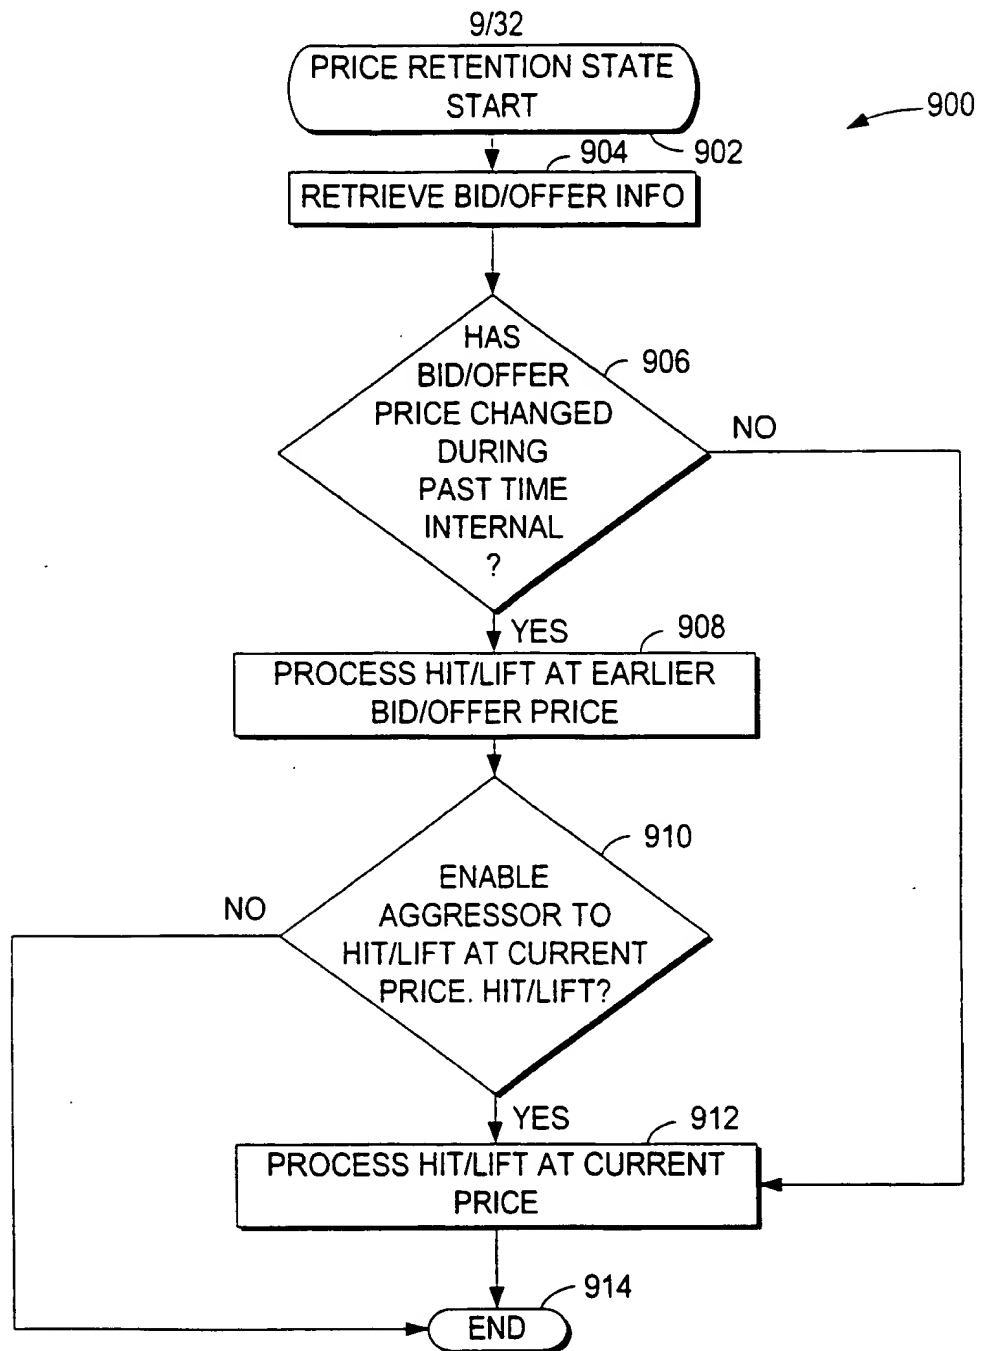 9/32
PRICE RETENTION STATE
START
900
902
904
RETRIEVE BID/OFFER INFO
HAS
BID/OFFER
PRICE CHANGED
DURING
PAST TIME
INTERNAL
?
906
NO
YES
908
PROCESS HIT/LIFT AT EARLIER
BID/OFFER PRICE
910
ENABLE
AGGRESSOR TO
HIT/LIFT AT CURRENT
PRICE. HIT/LIFT?
NO
YES
912
PROCESS HIT/LIFT AT CURRENT
PRICE
914
END